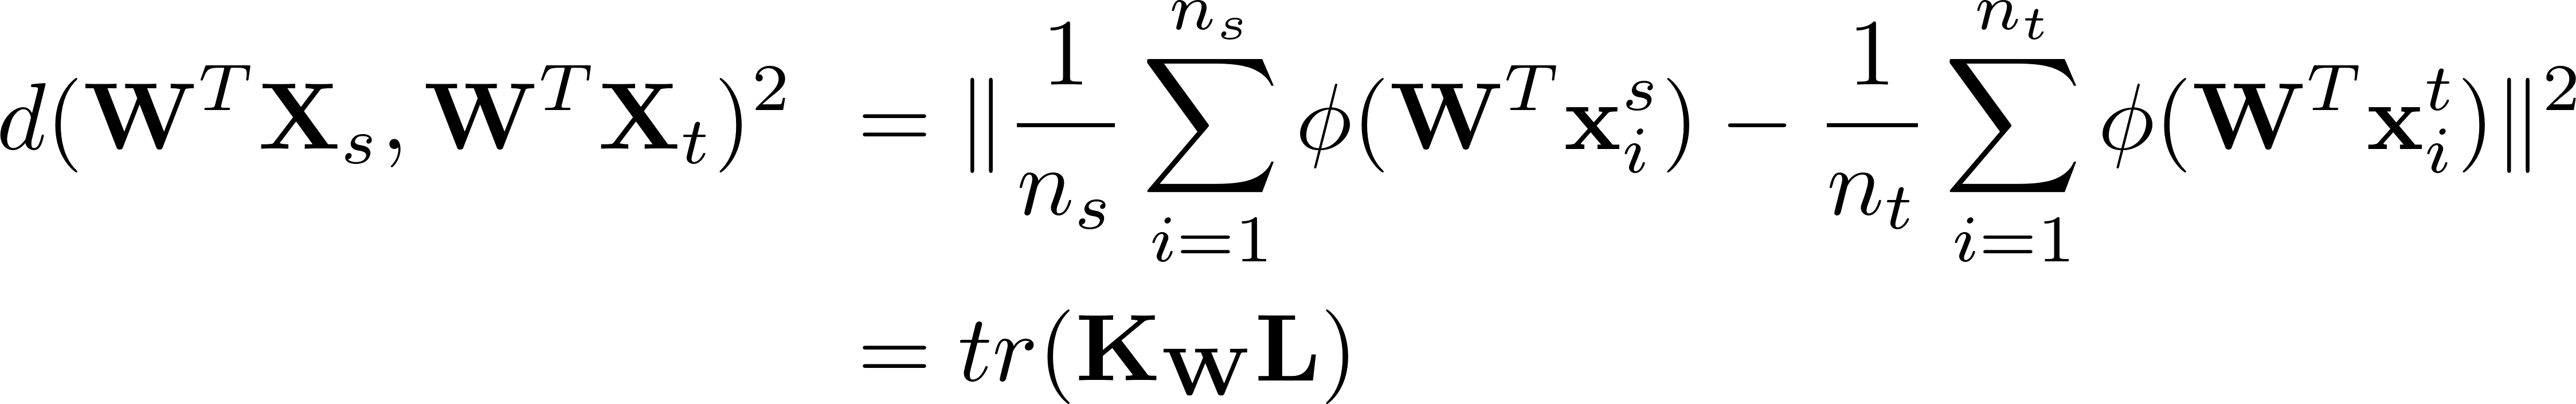 d(\mathbf{W}^T\mathbf{X}_s, \mathbf{W}^T\mathbf{X}_t)^2 = \|\frac{1}{n_s}\sum_{i=1}^{n_s}\phi(\mathbf{W}^T\mathbf{x}_i^s) - \frac{1}{n_t}\sum_{i=1}^{n_t}\phi(\mathbf{W}^T\mathbf{x}_i^t)\|^2
= tr(\mathbf{K}_{\mathbf{W}}\mathbf{L})